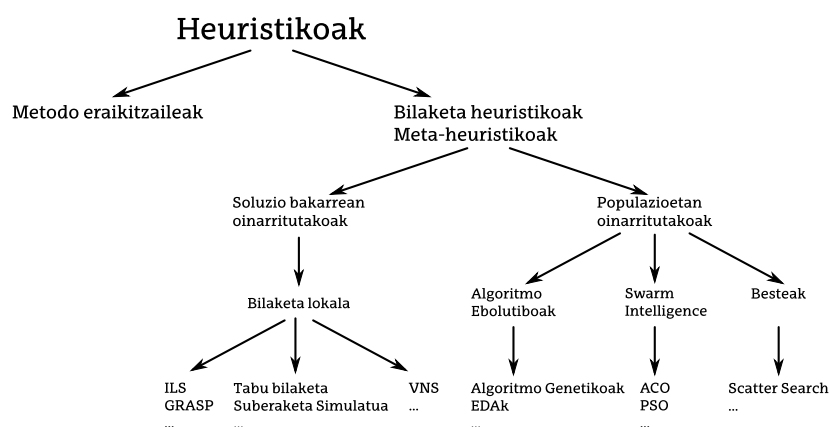 Heuristikoak
Metodo eraikitzaileak
Bilaketa heuristikoak
Meta-heuristikoak
Soluzio bakarrean
oinarritutakoak
Populazioetan
oinarritutakoak
Bilaketa lokala
Algoritmo
Ebolutiboak
Swarm
Intelligence
Besteak
ILS
GRASP
...
Tabu bilaketa
Suberaketa Simulatua
...
VNS
...
Algoritmo Genetikoak
EDAk
...
ACO
PSO
...
Scatter Search
...